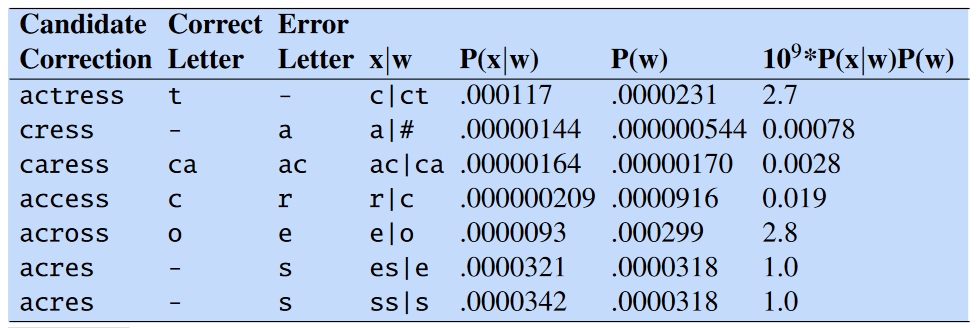 Candidate Correct Error
Correction Letter Letter x|w P(x|w) P(w) 10⁹*P(x|w)P(w)
actress t - c|ct .000117 .0000231 2.7
cress - a a|# .00000144 .000000544 0.00078
caress ca ac ac|ca .00000164 .00000170 0.0028
access c r r|c .000000209 .0000916 0.019
across o e e|o .0000093 .000299 2.8
acres - s es|e .0000321 .0000318 1.0
acres - s ss|s .0000342 .0000318 1.0